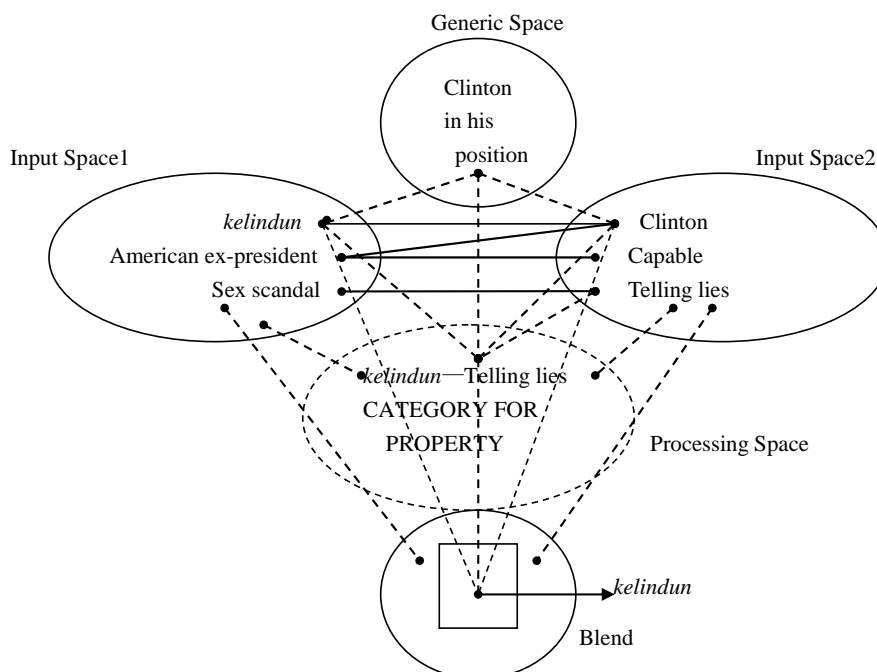 Generic Space
Clinton
in his
position
Input Space1
Input Space2
kelindun
Clinton
American ex-president
Capable
Sex scandal
Telling lies
kelindun—Telling lies
CATEGORY FOR
PROPERTY
Processing Space
kelindun
Blend